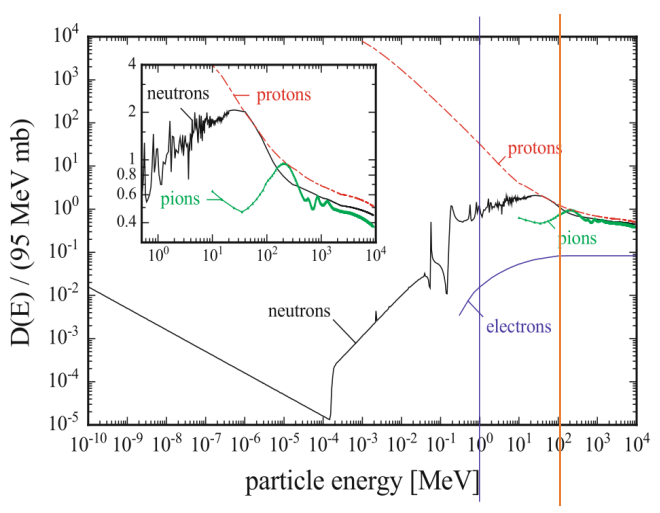 D(E) / (95 MeV mb)
10^4
10^3
10^2
10^1
10^0
10^-1
10^-2
10^-3
10^-4
10^-5
4
2
1
0.8
0.6
0.4
neutrons
protons
pions
10^0 10^1 10^2 10^3 10^4
protons
pions
electrons
neutrons
10^-10 10^-9 10^-8 10^-7 10^-6 10^-5 10^-4 10^-3 10^-2 10^-1 10^0 10^1 10^2 10^3 10^4
particle energy [MeV]